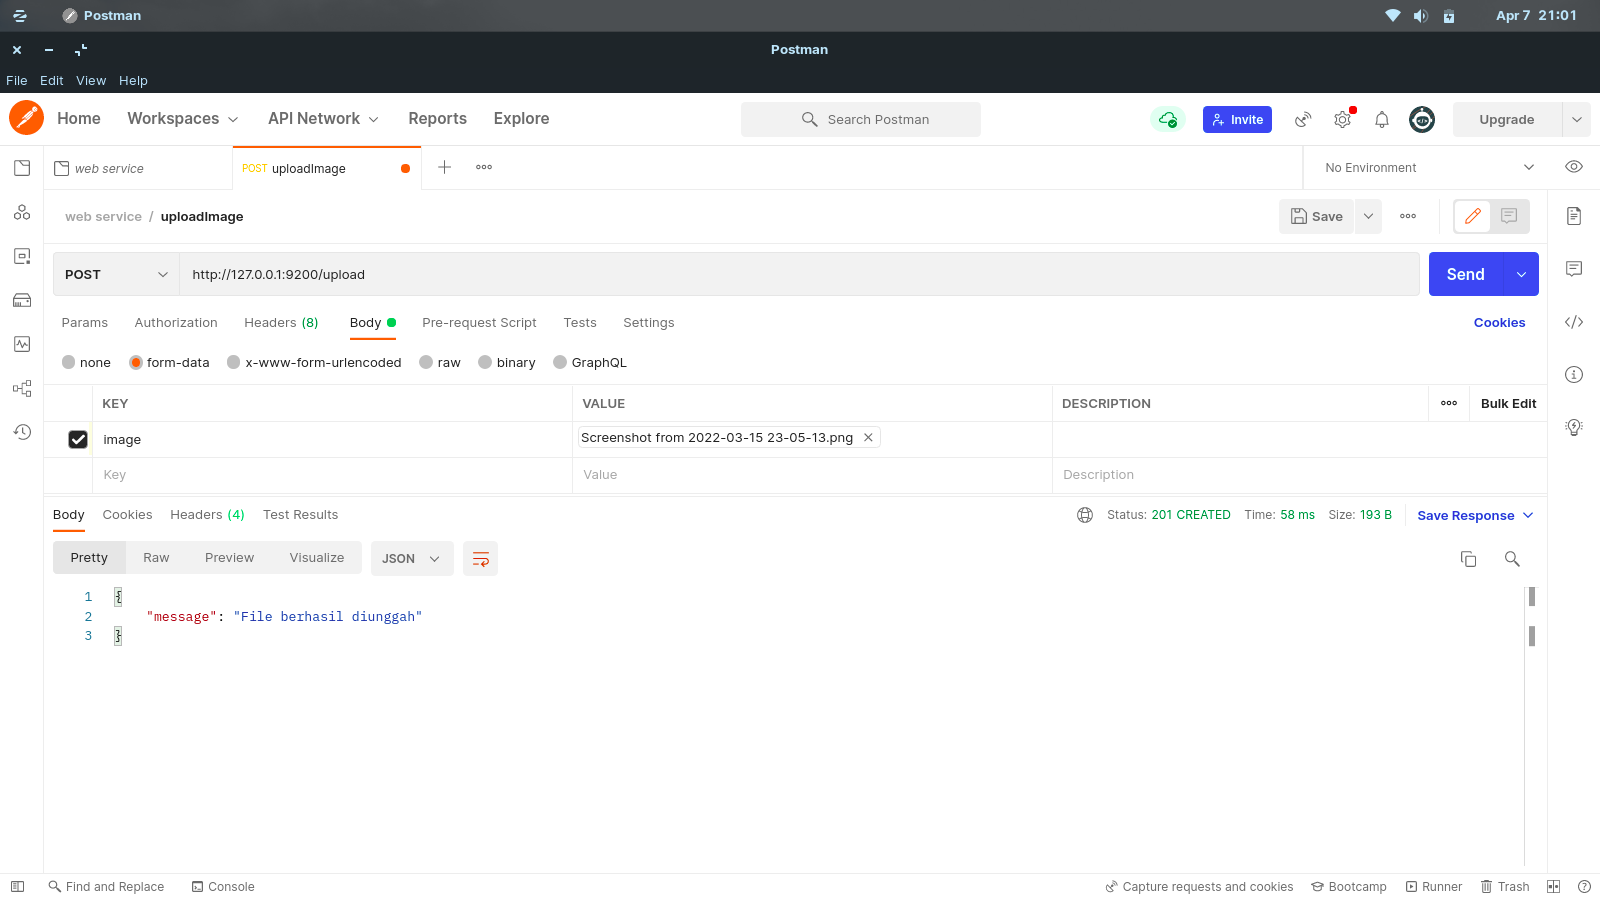 Postman
Apr 7 21:01
Postman
File Edit View Help
Home Workspaces API Network Reports Explore Search Postman Invite Upgrade
web service POST uploadImage No Environment
web service / uploadImage Save
POST http://127.0.0.1:9200/upload Send
Params Authorization Headers (8) Body Pre-request Script Tests Settings Cookies
none form-data x-www-form-urlencoded raw binary GraphQL
KEY VALUE DESCRIPTION Bulk Edit
image Screenshot from 2022-03-15 23-05-13.png
Key Value Description
Body Cookies Headers (4) Test Results Status: 201 CREATED Time: 58 ms Size: 193 B Save Response
Pretty Raw Preview Visualize JSON
1 {
2 "message": "File berhasil diunggah"
3 }
Find and Replace Console Capture requests and cookies Bootcamp Runner Trash